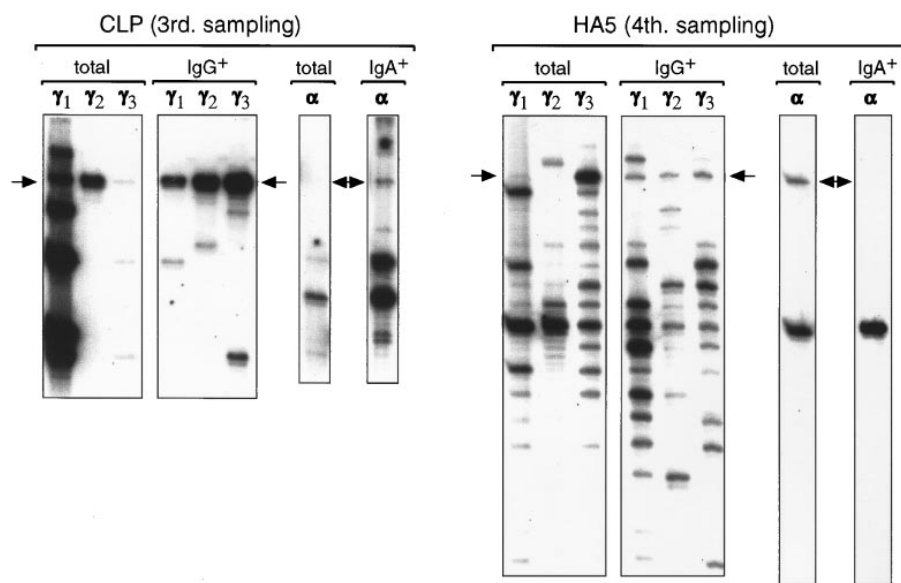 CLP (3rd. sampling) HA5 (4th. sampling)
total IgG+ total IgA+ total IgG+ total IgA+
γ1 γ2 γ3 γ1 γ2 γ3 α α γ1 γ2 γ3 γ1 γ2 γ3 α α